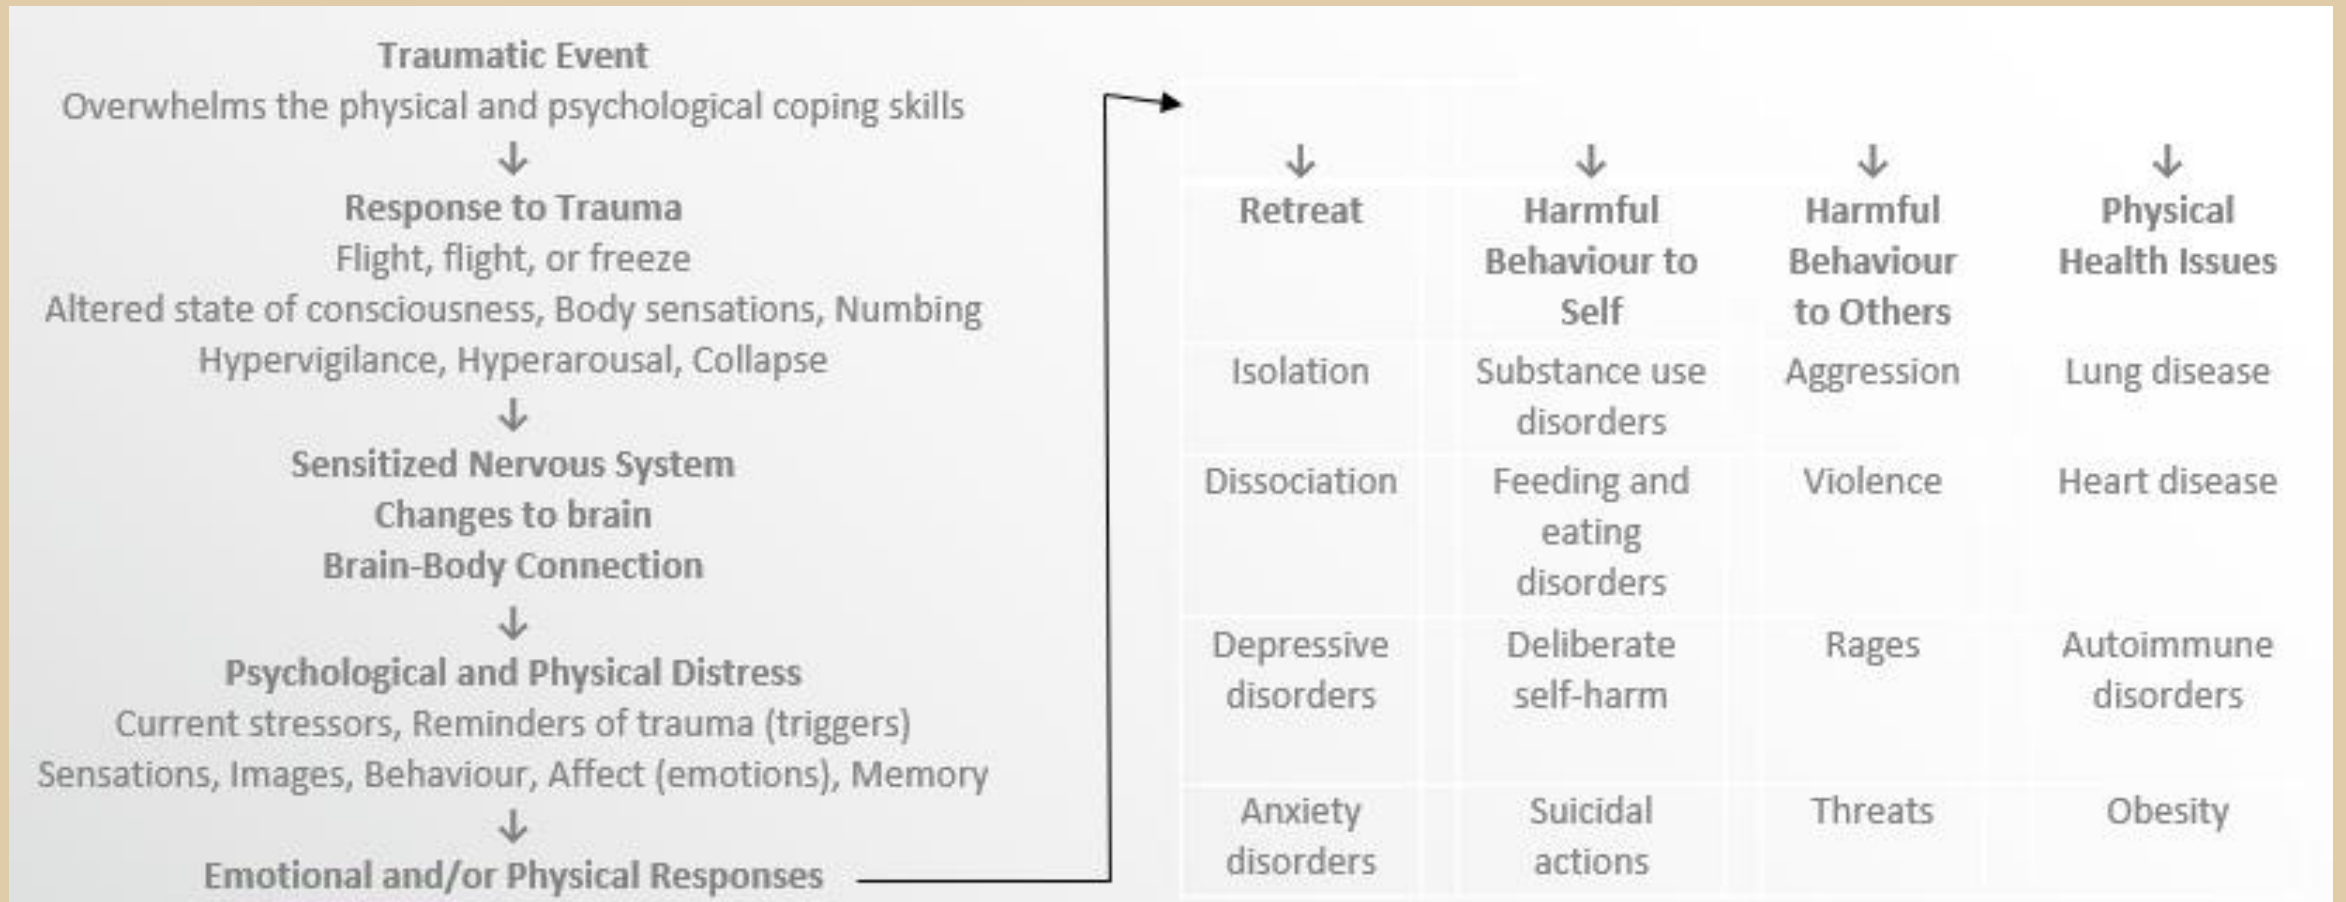 Traumatic Event
Overwhelms the physical and psychological coping skills
↓
Response to Trauma
Flight, flight, or freeze
Altered state of consciousness, Body sensations, Numbing
Hypervigilance, Hyperarousal, Collapse
↓
Sensitized Nervous System
Changes to brain
Brain-Body Connection
↓
Psychological and Physical Distress
Current stressors, Reminders of trauma (triggers)
Sensations, Images, Behaviour, Affect (emotions), Memory
↓
Emotional and/or Physical Responses
↓ ↓ ↓ ↓
Retreat
Harmful
Behaviour to
Self
Harmful
Behaviour
to Others
Physical
Health Issues
Isolation
Substance use
disorders
Aggression
Lung disease
Dissociation
Feeding and
eating
disorders
Violence
Heart disease
Depressive
disorders
Deliberate
self-harm
Rages
Autoimmune
disorders
Anxiety
disorders
Suicidal
actions
Threats
Obesity